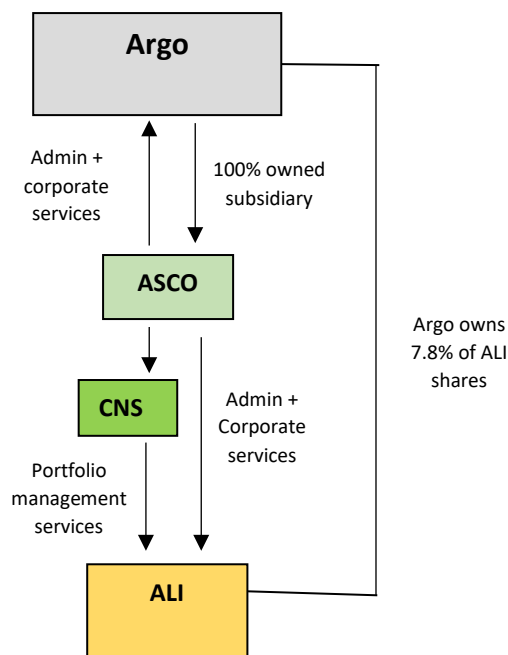 Argo
Admin +
corporate
services
100% owned
subsidiary
ASCO
Argo owns
7.8% of ALI
shares
CNS
Admin +
Corporate
services
Portfolio
management
services
ALI